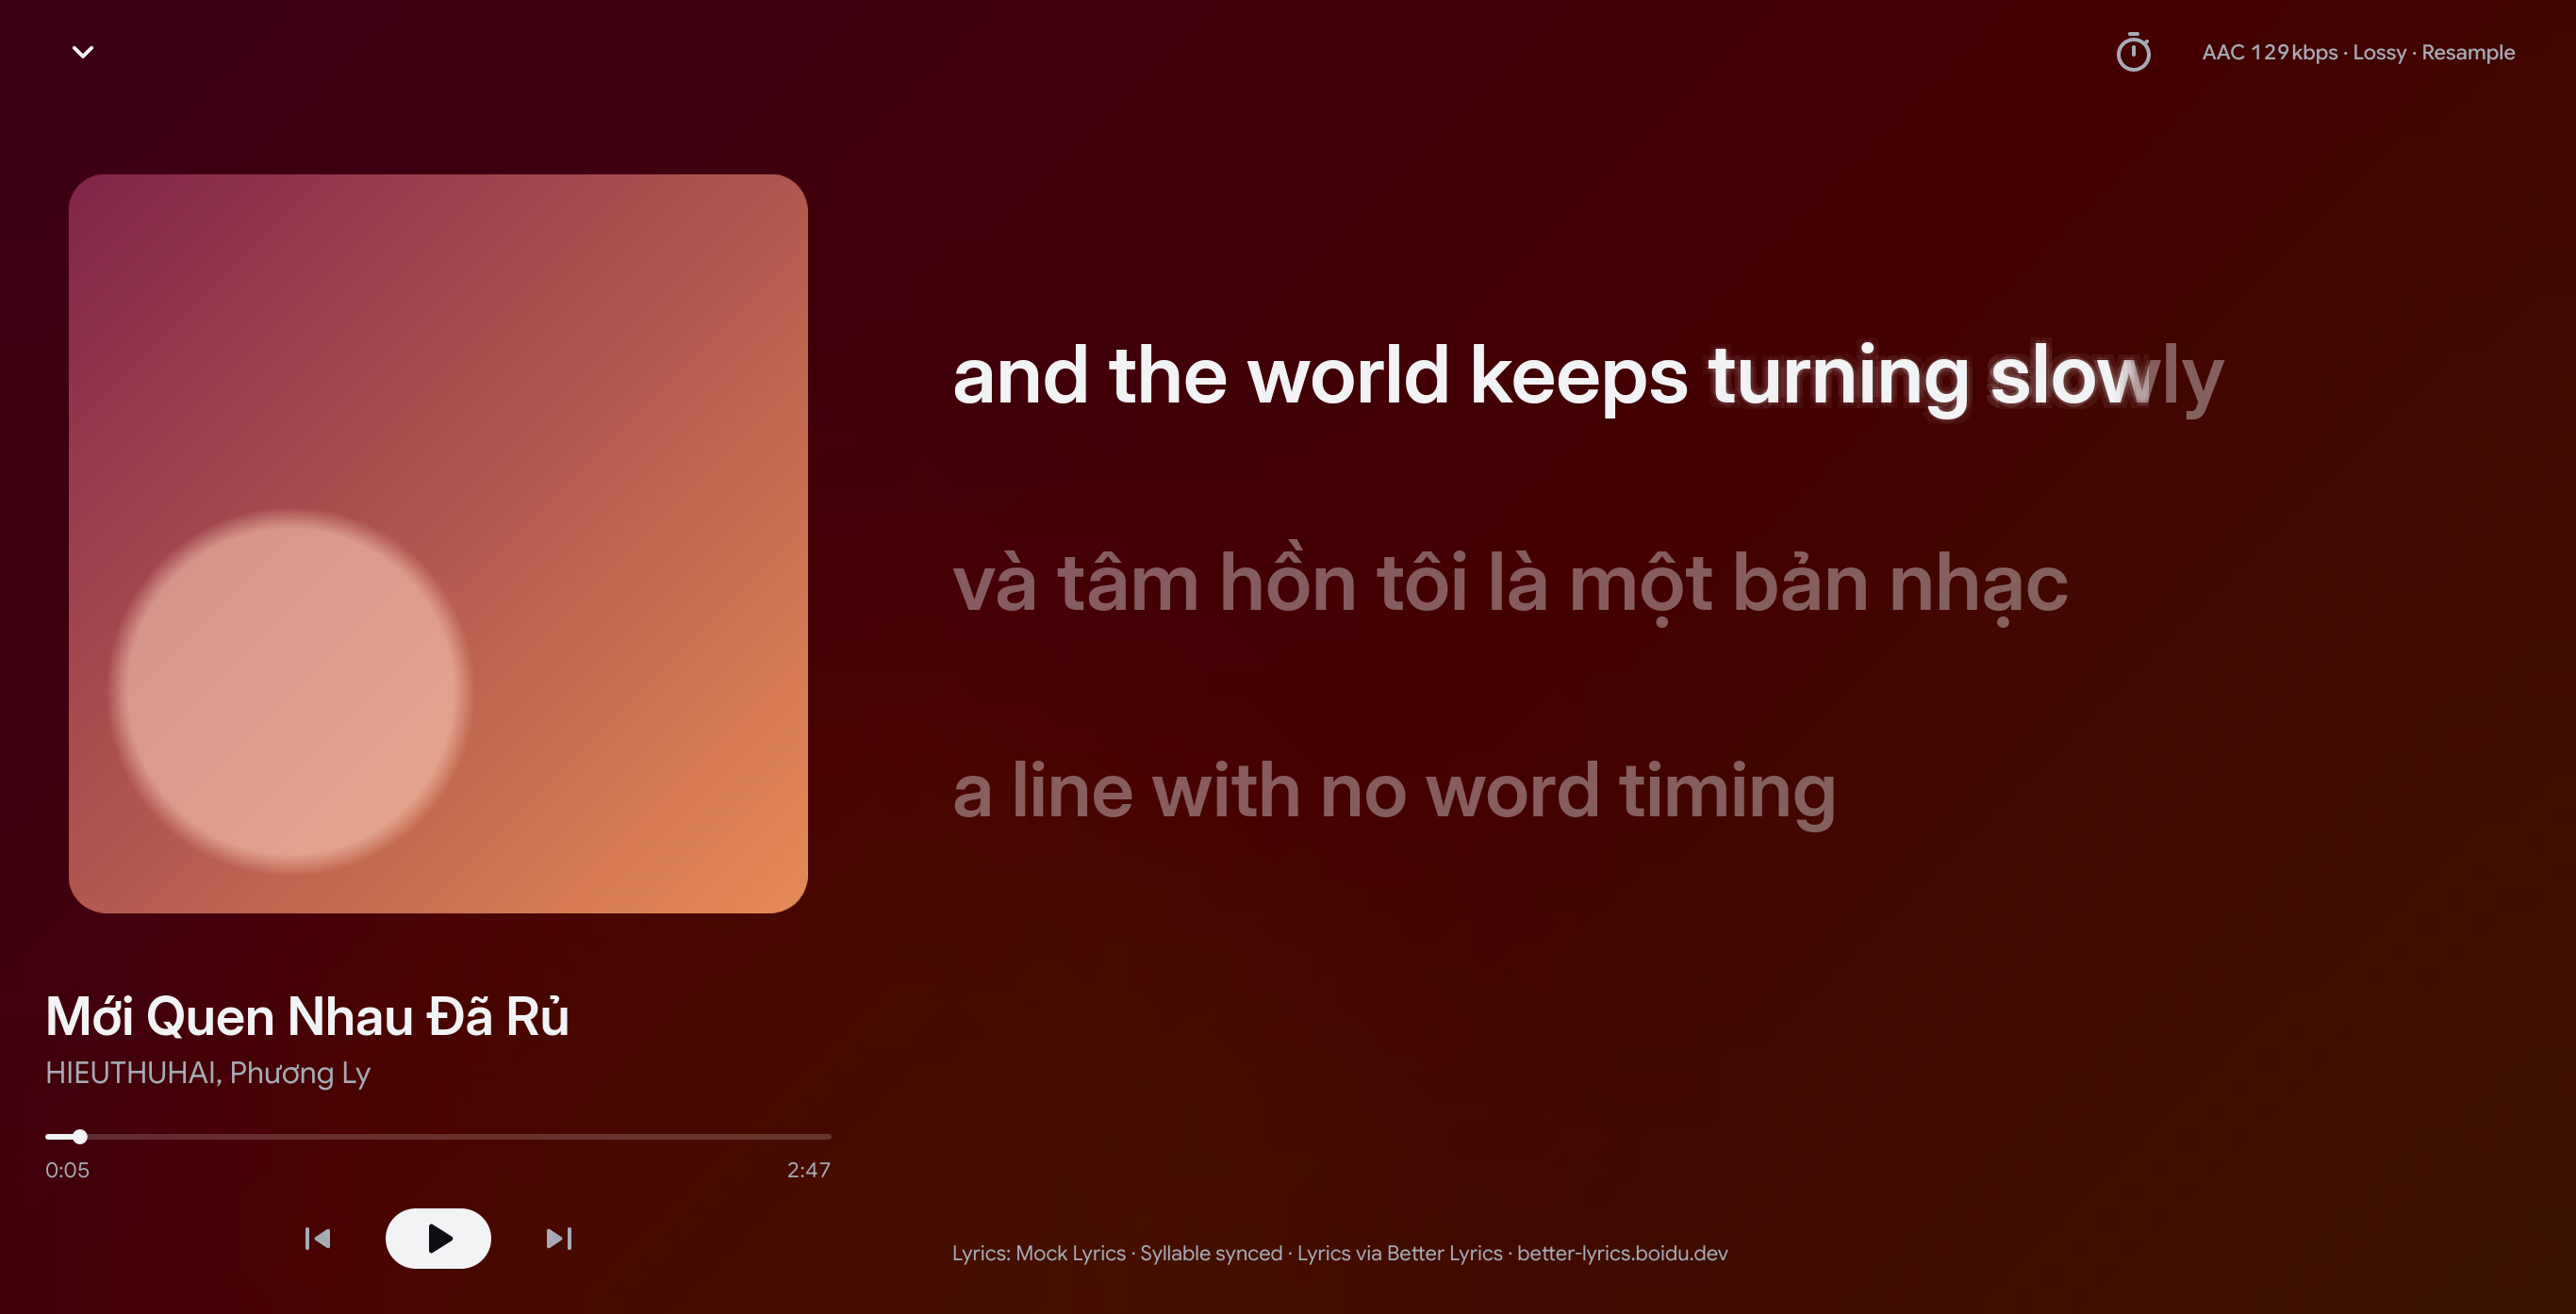 AAC 129 kbps · Lossy · Resample
and the world keeps turning slowly
và tâm hồn tôi là một bản nhạc
a line with no word timing
Mới Quen Nhau Đã Rủ
HIEUTHUHAI, Phương Ly
0:05 2:47
Lyrics: Mock Lyrics · Syllable synced · Lyrics via Better Lyrics · better-lyrics.boidu.dev